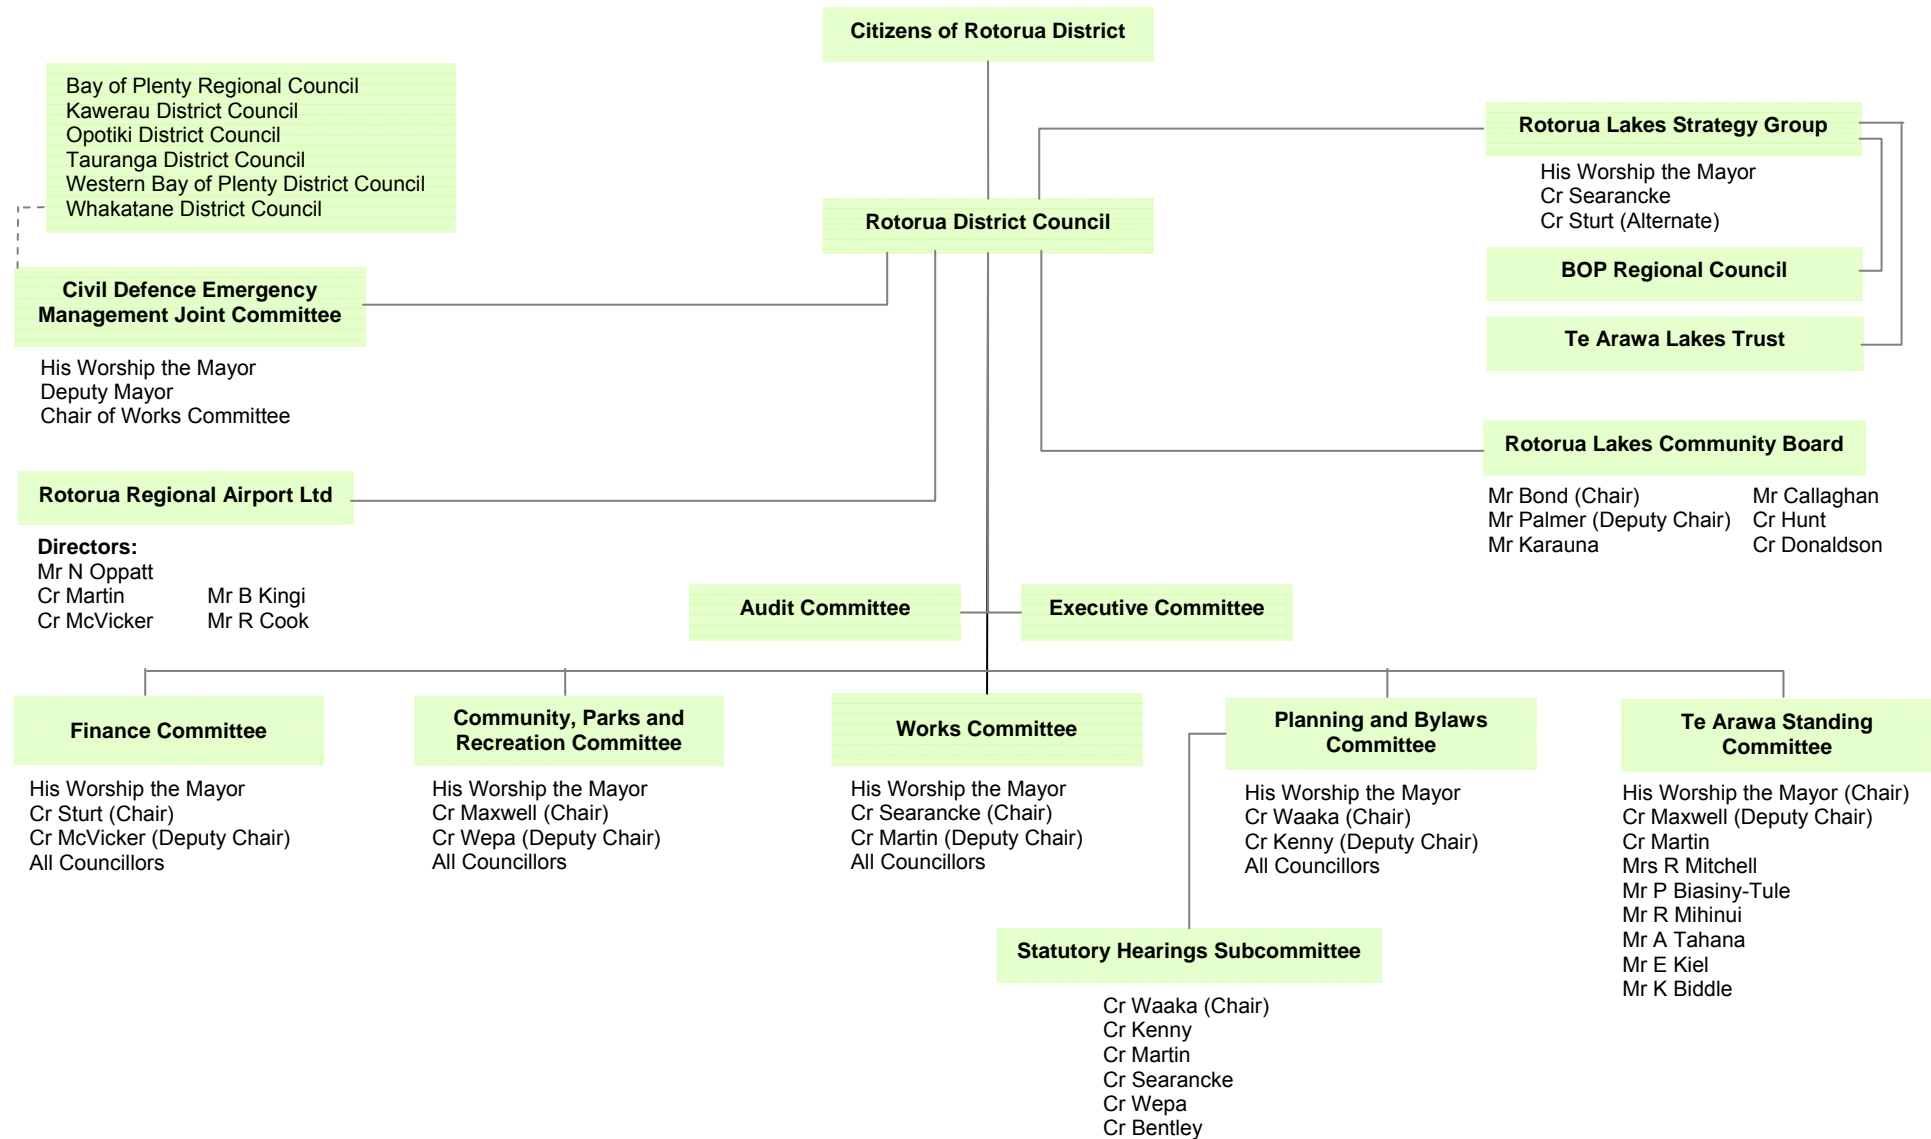 Citizens of Rotorua District
Bay of Plenty Regional Council
Kawerau District Council
Opotiki District Council
Tauranga District Council
Western Bay of Plenty District Council
Whakatane District Council
Rotorua Lakes Strategy Group
His Worship the Mayor
Cr Searancke
Cr Sturt (Alternate)
Rotorua District Council
BOP Regional Council
Te Arawa Lakes Trust
Civil Defence Emergency
Management Joint Committee
His Worship the Mayor
Deputy Mayor
Chair of Works Committee
Rotorua Lakes Community Board
Mr Bond (Chair)
Mr Palmer (Deputy Chair)
Mr Karauna
Mr Callaghan
Cr Hunt
Cr Donaldson
Rotorua Regional Airport Ltd
Directors:
Mr N Oppatt
Cr Martin
Cr McVicker
Mr B Kingi
Mr R Cook
Audit Committee
Executive Committee
Finance Committee
His Worship the Mayor
Cr Sturt (Chair)
Cr McVicker (Deputy Chair)
All Councillors
Community, Parks and
Recreation Committee
His Worship the Mayor
Cr Maxwell (Chair)
Cr Wepa (Deputy Chair)
All Councillors
Works Committee
His Worship the Mayor
Cr Searancke (Chair)
Cr Martin (Deputy Chair)
All Councillors
Planning and Bylaws
Committee
His Worship the Mayor
Cr Waaka (Chair)
Cr Kenny (Deputy Chair)
All Councillors
Te Arawa Standing
Committee
His Worship the Mayor (Chair)
Cr Maxwell (Deputy Chair)
Cr Martin
Mrs R Mitchell
Mr P Biasiny-Tule
Mr R Mihinui
Mr A Tahana
Mr E Kiel
Mr K Biddle
Statutory Hearings Subcommittee
Cr Waaka (Chair)
Cr Kenny
Cr Martin
Cr Searancke
Cr Wepa
Cr Bentley